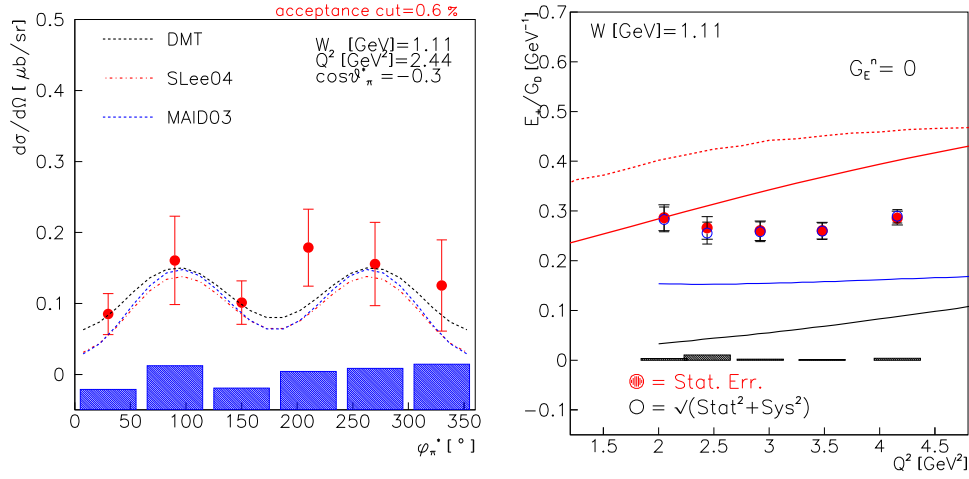 acceptance cut=0.6 %
dσ/dΩ [ μb/sr]
0.5
0.4
0.3
0.2
0.1
0
DMT
SLee04
MAID03
W [GeV]=1.11
Q² [GeV²]=2.44
cosϑ*π=−0.3
0 50 100 150 200 250 300 350
φπ* [°]
E₊/G_D [GeV⁻¹]
0.7
0.6
0.5
0.4
0.3
0.2
0.1
0
−0.1
W [GeV]=1.11
G_E^n = 0
= Stat. Err.
= √(Stat²+Sys²)
1.5 2 2.5 3 3.5 4 4.5
Q² [GeV²]